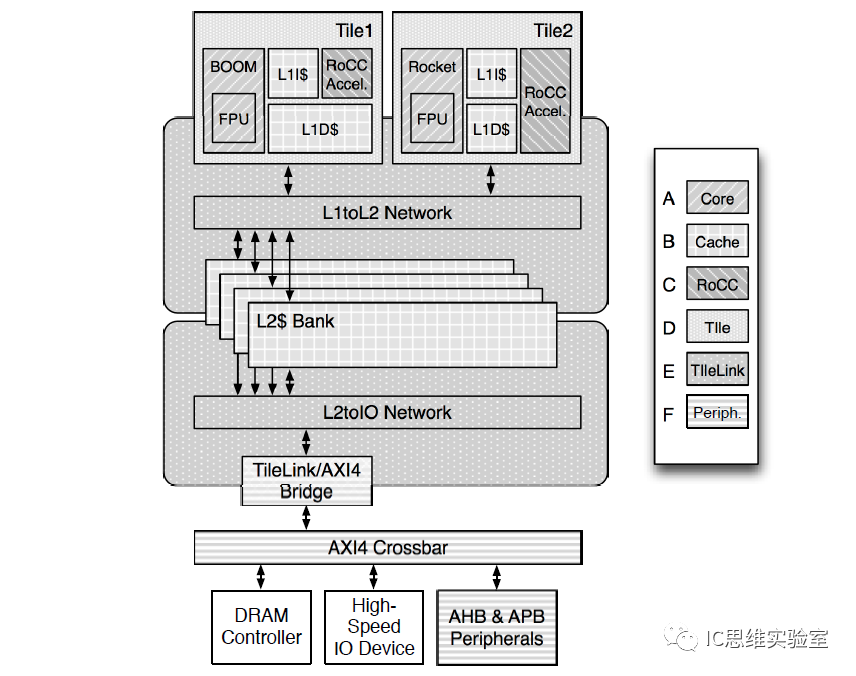 Tile1
BOOM
FPU
L1I$
RoCC
Accel.
L1D$
Tile2
Rocket
FPU
L1I$
L1D$
RoCC
Accel.
L1toL2 Network
L2$ Bank
L2toIO Network
TileLink/AXI4
Bridge
AXI4 Crossbar
DRAM
Controller
High-
Speed
IO Device
AHB & APB
Peripherals
A Core
B Cache
C RoCC
D TIle
E TIleLink
F Periph.
IC思维实验室